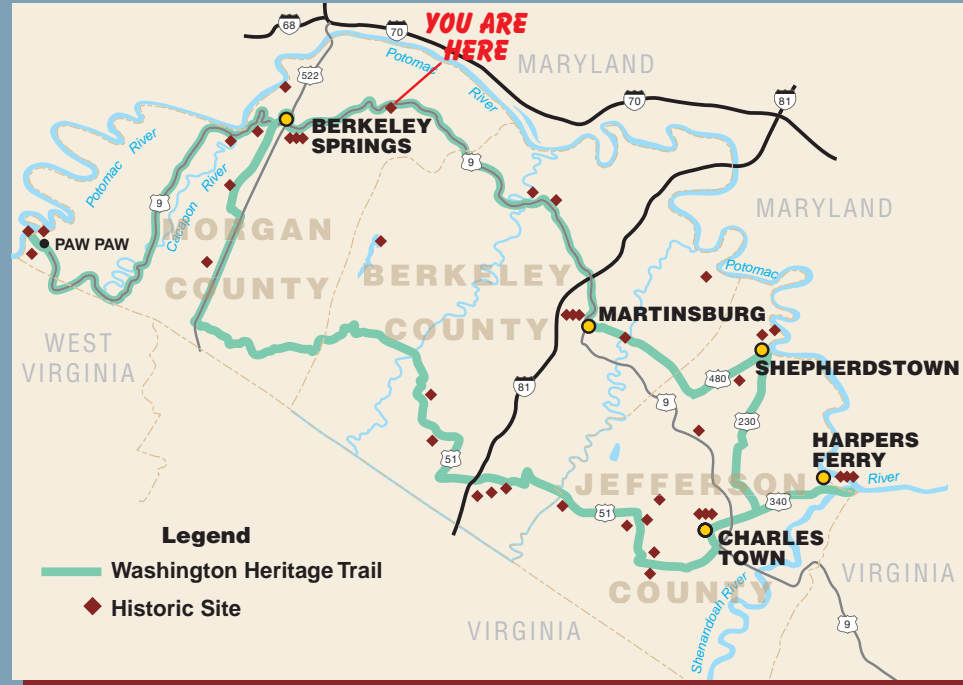 68
70
YOU ARE
HERE
522
Potomac
River
MARYLAND
70
81
BERKELEY
SPRINGS
9
Potomac River
9
Cacapon River
MORGAN
COUNTY
PAW PAW
BERKELEY
COUNTY
MARYLAND
Potomac
MARTINSBURG
WEST
VIRGINIA
SHEPHERDSTOWN
480
81
9
230
HARPERS
FERRY
River
51
JEFFERSON
COUNTY
51
340
CHARLES
TOWN
VIRGINIA
Shenandoah River
9
VIRGINIA
Legend
Washington Heritage Trail
Historic Site